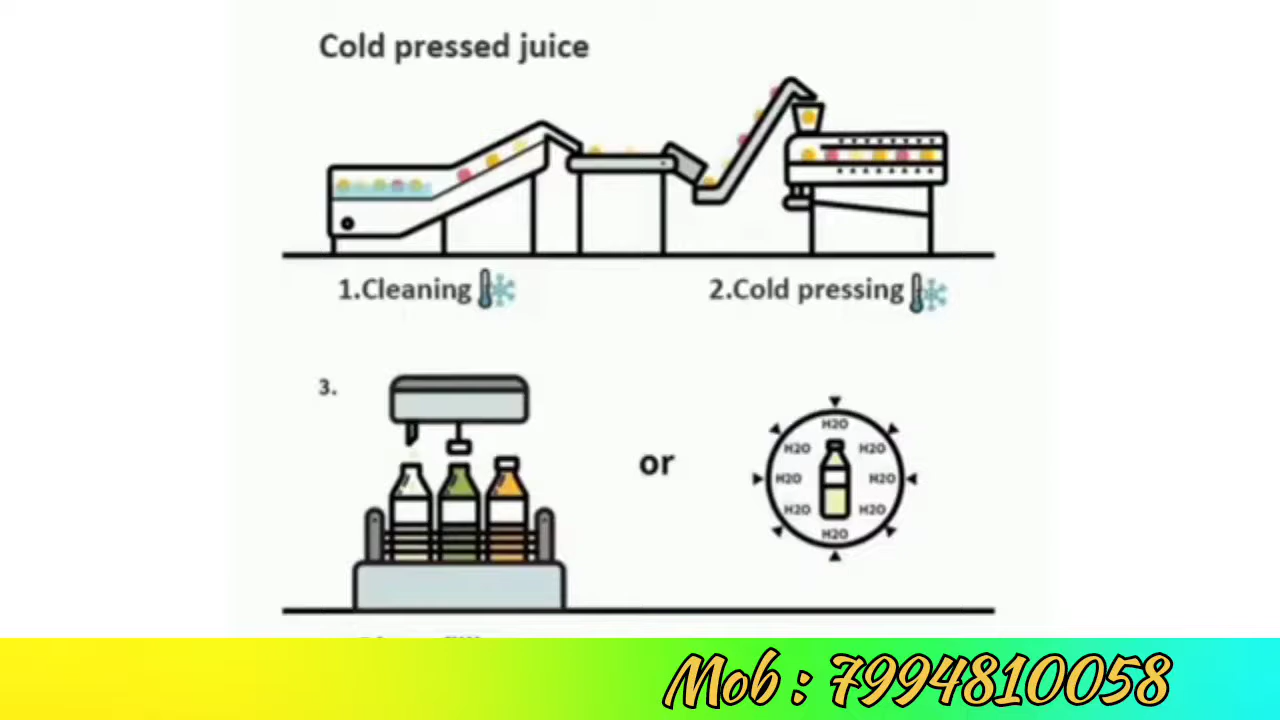 Cold pressed juice
1.Cleaning
2.Cold pressing
3.
or
H2O
H2O H2O
H2O H2O
H2O H2O
H2O
Mob : 7994810058